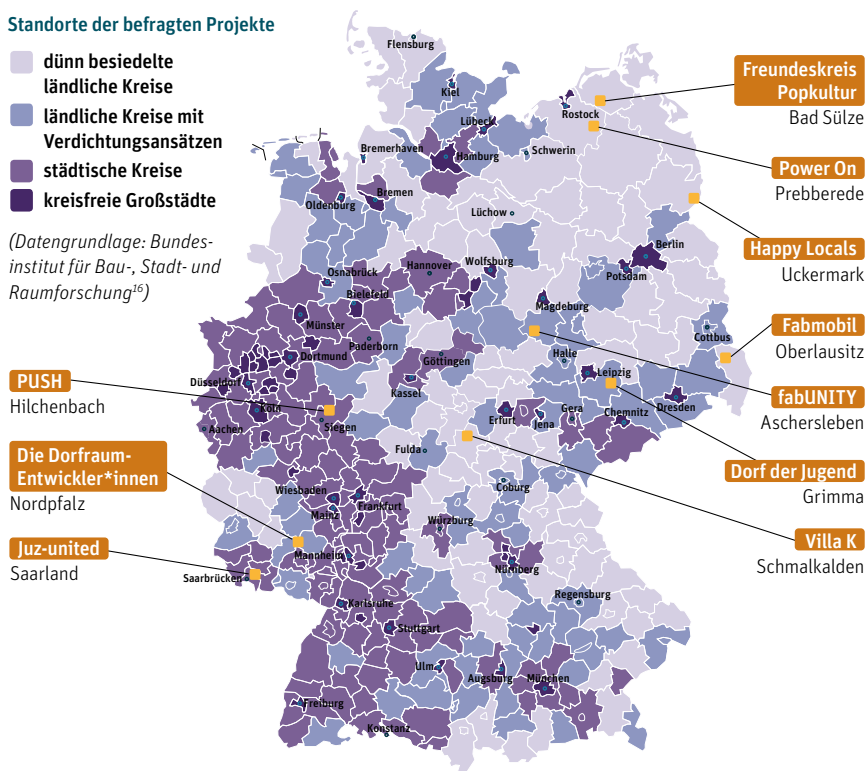 Standorte der befragten Projekte
dünn besiedelte
ländliche Kreise
ländliche Kreise mit
Verdichtungsansätzen
städtische Kreise
kreisfreie Großstädte
(Datengrundlage: Bundes-
institut für Bau-, Stadt- und
Raumforschung16)
PUSH
Hilchenbach
Die Dorfraum-
Entwickler*innen
Nordpfalz
Juz-united
Saarland
Freundeskreis
Popkultur
Bad Sülze
Power On
Prebberede
Happy Locals
Uckermark
Fabmobil
Oberlausitz
fabUNITY
Aschersleben
Dorf der Jugend
Grimma
Villa K
Schmalkalden
Flensburg
Kiel
Lübeck
Rostock
Bremerhaven
Hamburg
Schwerin
Oldenburg
Bremen
Lüchow
Berlin
Osnabrück
Hannover
Wolfsburg
Potsdam
Bielefeld
Magdeburg
Münster
Cottbus
Paderborn
Dortmund
Göttingen
Halle
Düsseldorf
Kassel
Leipzig
Köln
Erfurt
Gera
Chemnitz
Dresden
Aachen
Siegen
Jena
Fulda
Coburg
Wiesbaden
Frankfurt
Mainz
Würzburg
Mannheim
Nürnberg
Saarbrücken
Regensburg
Karlsruhe
Stuttgart
Ulm
Augsburg
München
Freiburg
Konstanz